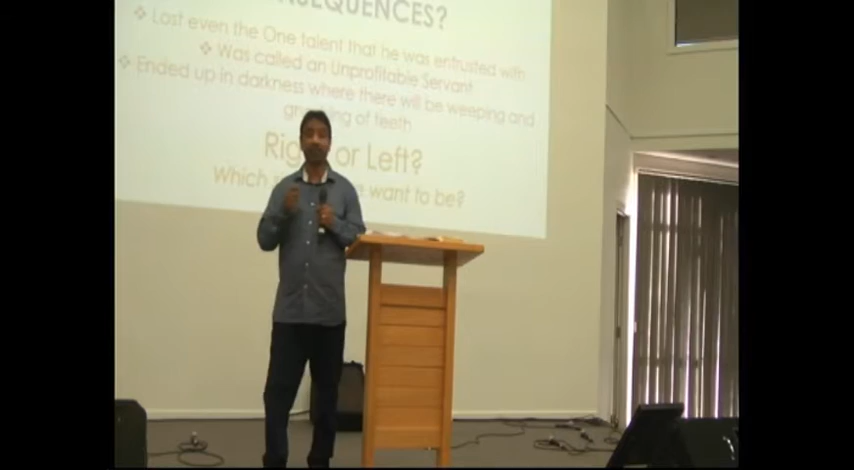 SEQUENCES?
❖ Lost even the One talent that he was entrusted with
❖ Was called an Unprofitable Servant
❖ Ended up in darkness where there will be weeping and
of teeth
or Left?
Which want to be?